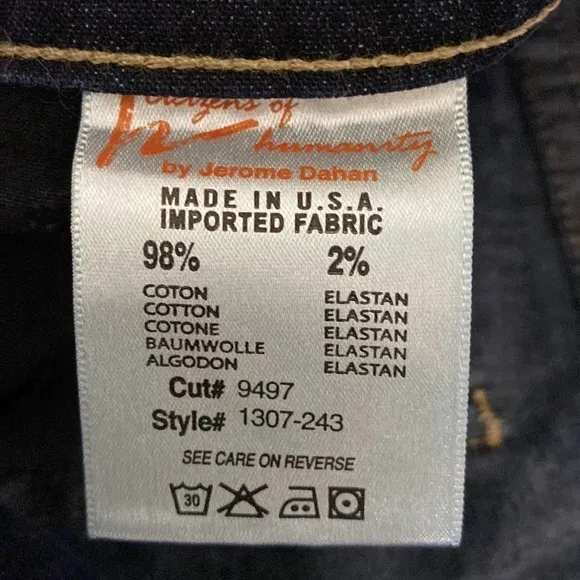 citizens of
humanity
by Jerome Dahan
MADE IN U.S.A.
IMPORTED FABRIC
98% 2%
COTON ELASTAN
COTTON ELASTAN
COTONE ELASTAN
BAUMWOLLE ELASTAN
ALGODON ELASTAN
Cut# 9497
Style# 1307-243
SEE CARE ON REVERSE
30